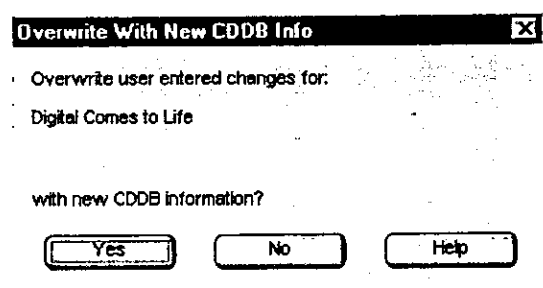 Overwrite With New CDDB Info
Overwrite user entered changes for:
Digital Comes to Life
with new CDDB information?
Yes No Help